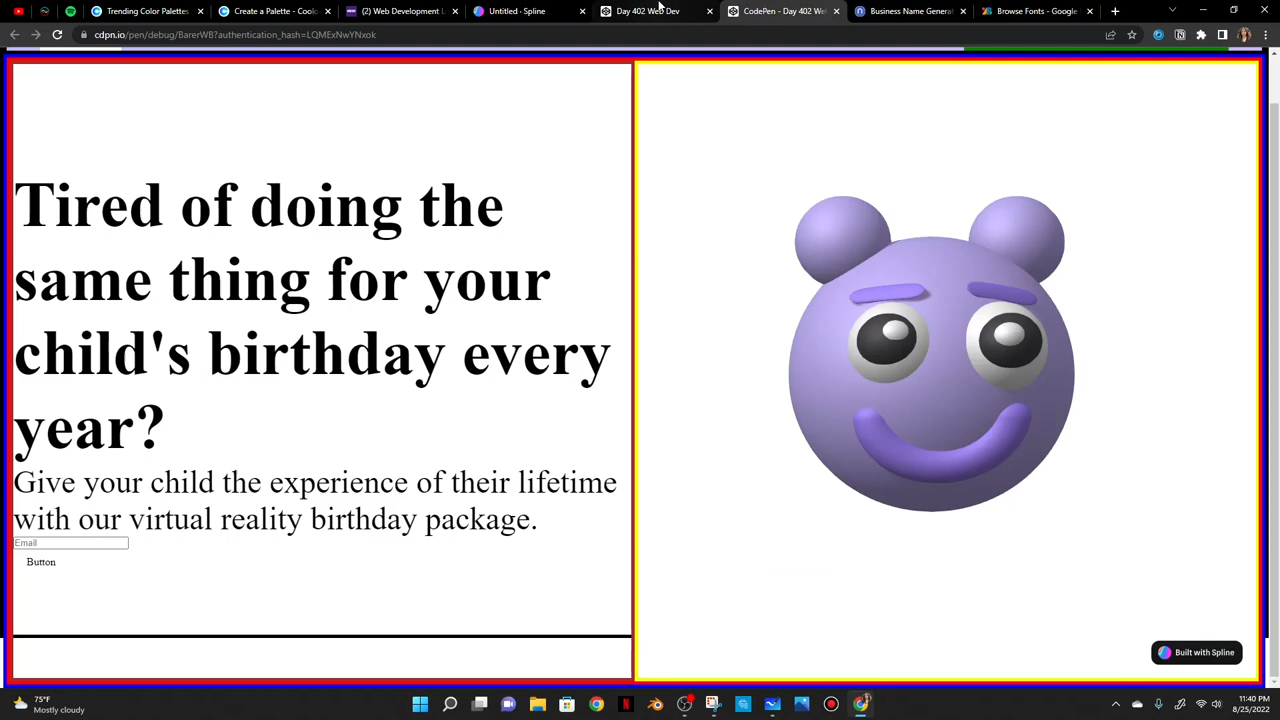 Trending Color Palettes
Create a Palette - Coolo
(2) Web Development L
Untitled - Spline
Day 402 Web Dev
CodePen - Day 402 We
Business Name Generat
Browse Fonts - Google
cdpn.io/pen/debug/BarerWB?authentication_hash=LQMExNwYNxok
Tired of doing the
same thing for your
child's birthday every
year?
Give your child the experience of their lifetime
with our virtual reality birthday package.
Email
Button
Built with Spline
75°F
Mostly cloudy
11:40 PM
8/25/2022